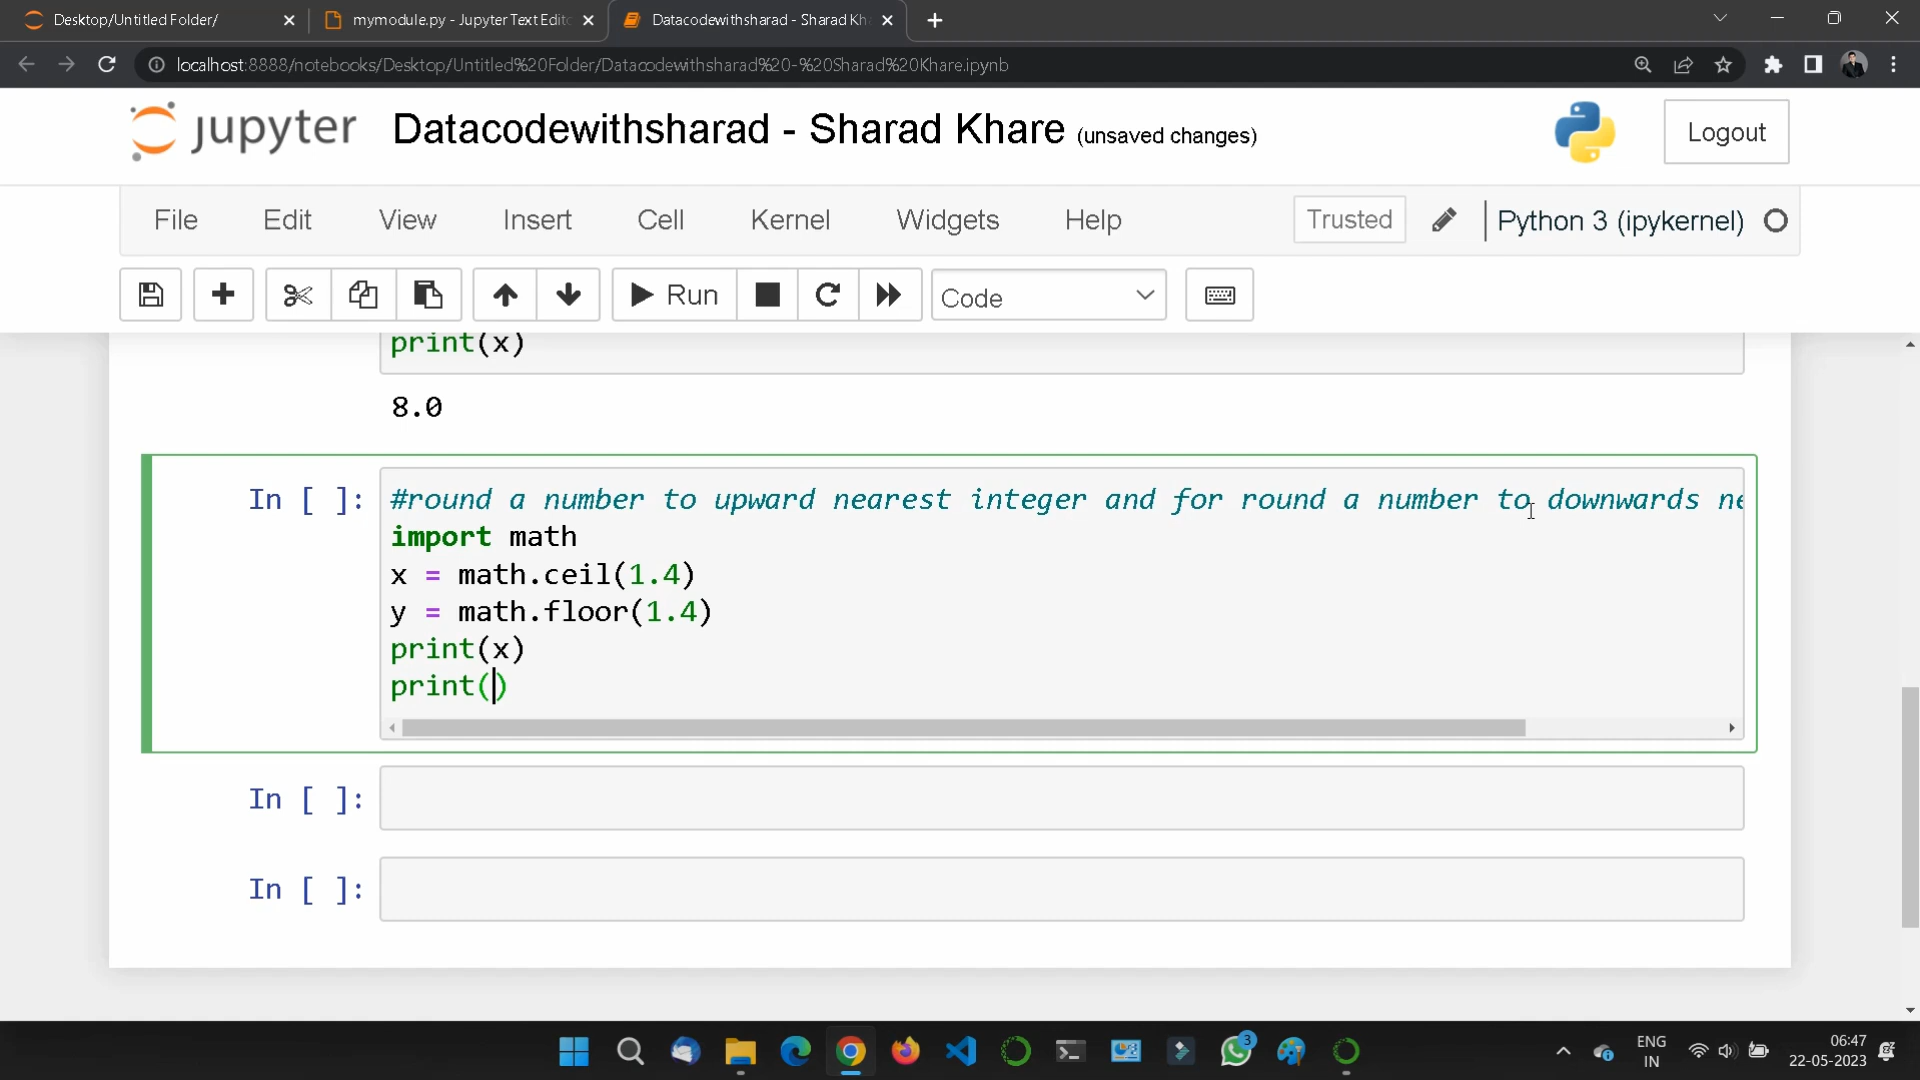 Desktop/Untitled Folder/
mymodule.py - Jupyter Text Edito
Datacodewithsharad - Sharad Kh
localhost:8888/notebooks/Desktop/Untitled%20Folder/Datacodewithsharad%20-%20Sharad%20Khare.ipynb
jupyter Datacodewithsharad - Sharad Khare (unsaved changes)
Logout
File Edit View Insert Cell Kernel Widgets Help Trusted Python 3 (ipykernel)
Run Code
print(x)
8.0
In [ ]: #round a number to upward nearest integer and for round a number to downwards ne
import math
x = math.ceil(1.4)
y = math.floor(1.4)
print(x)
print()
In [ ]:
In [ ]:
3
ENG
IN
06:47
22-05-2023